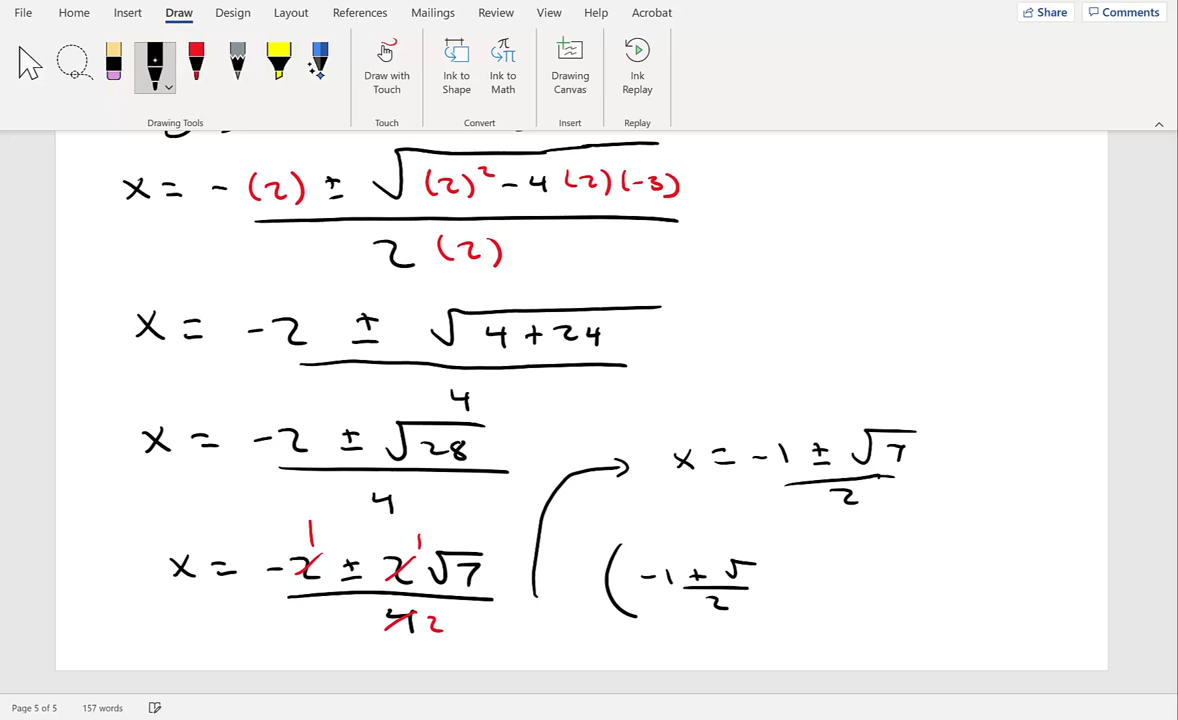 File Home Insert Draw Design Layout References Mailings Review View Help Acrobat Share Comments
Draw with Touch
Ink to Shape
Ink to Math
Drawing Canvas
Ink Replay
Drawing Tools Touch Convert Insert Replay
x = - (2) ± √((2)² - 4 (2)(-3))
2 (2)
x = -2 ± √(4 + 24)
4
x = -2 ± √28
4
x = -1 ± √7
2
x = -2 ± 2√7
4
1 1
2
( -1 + √
2
Page 5 of 5 157 words